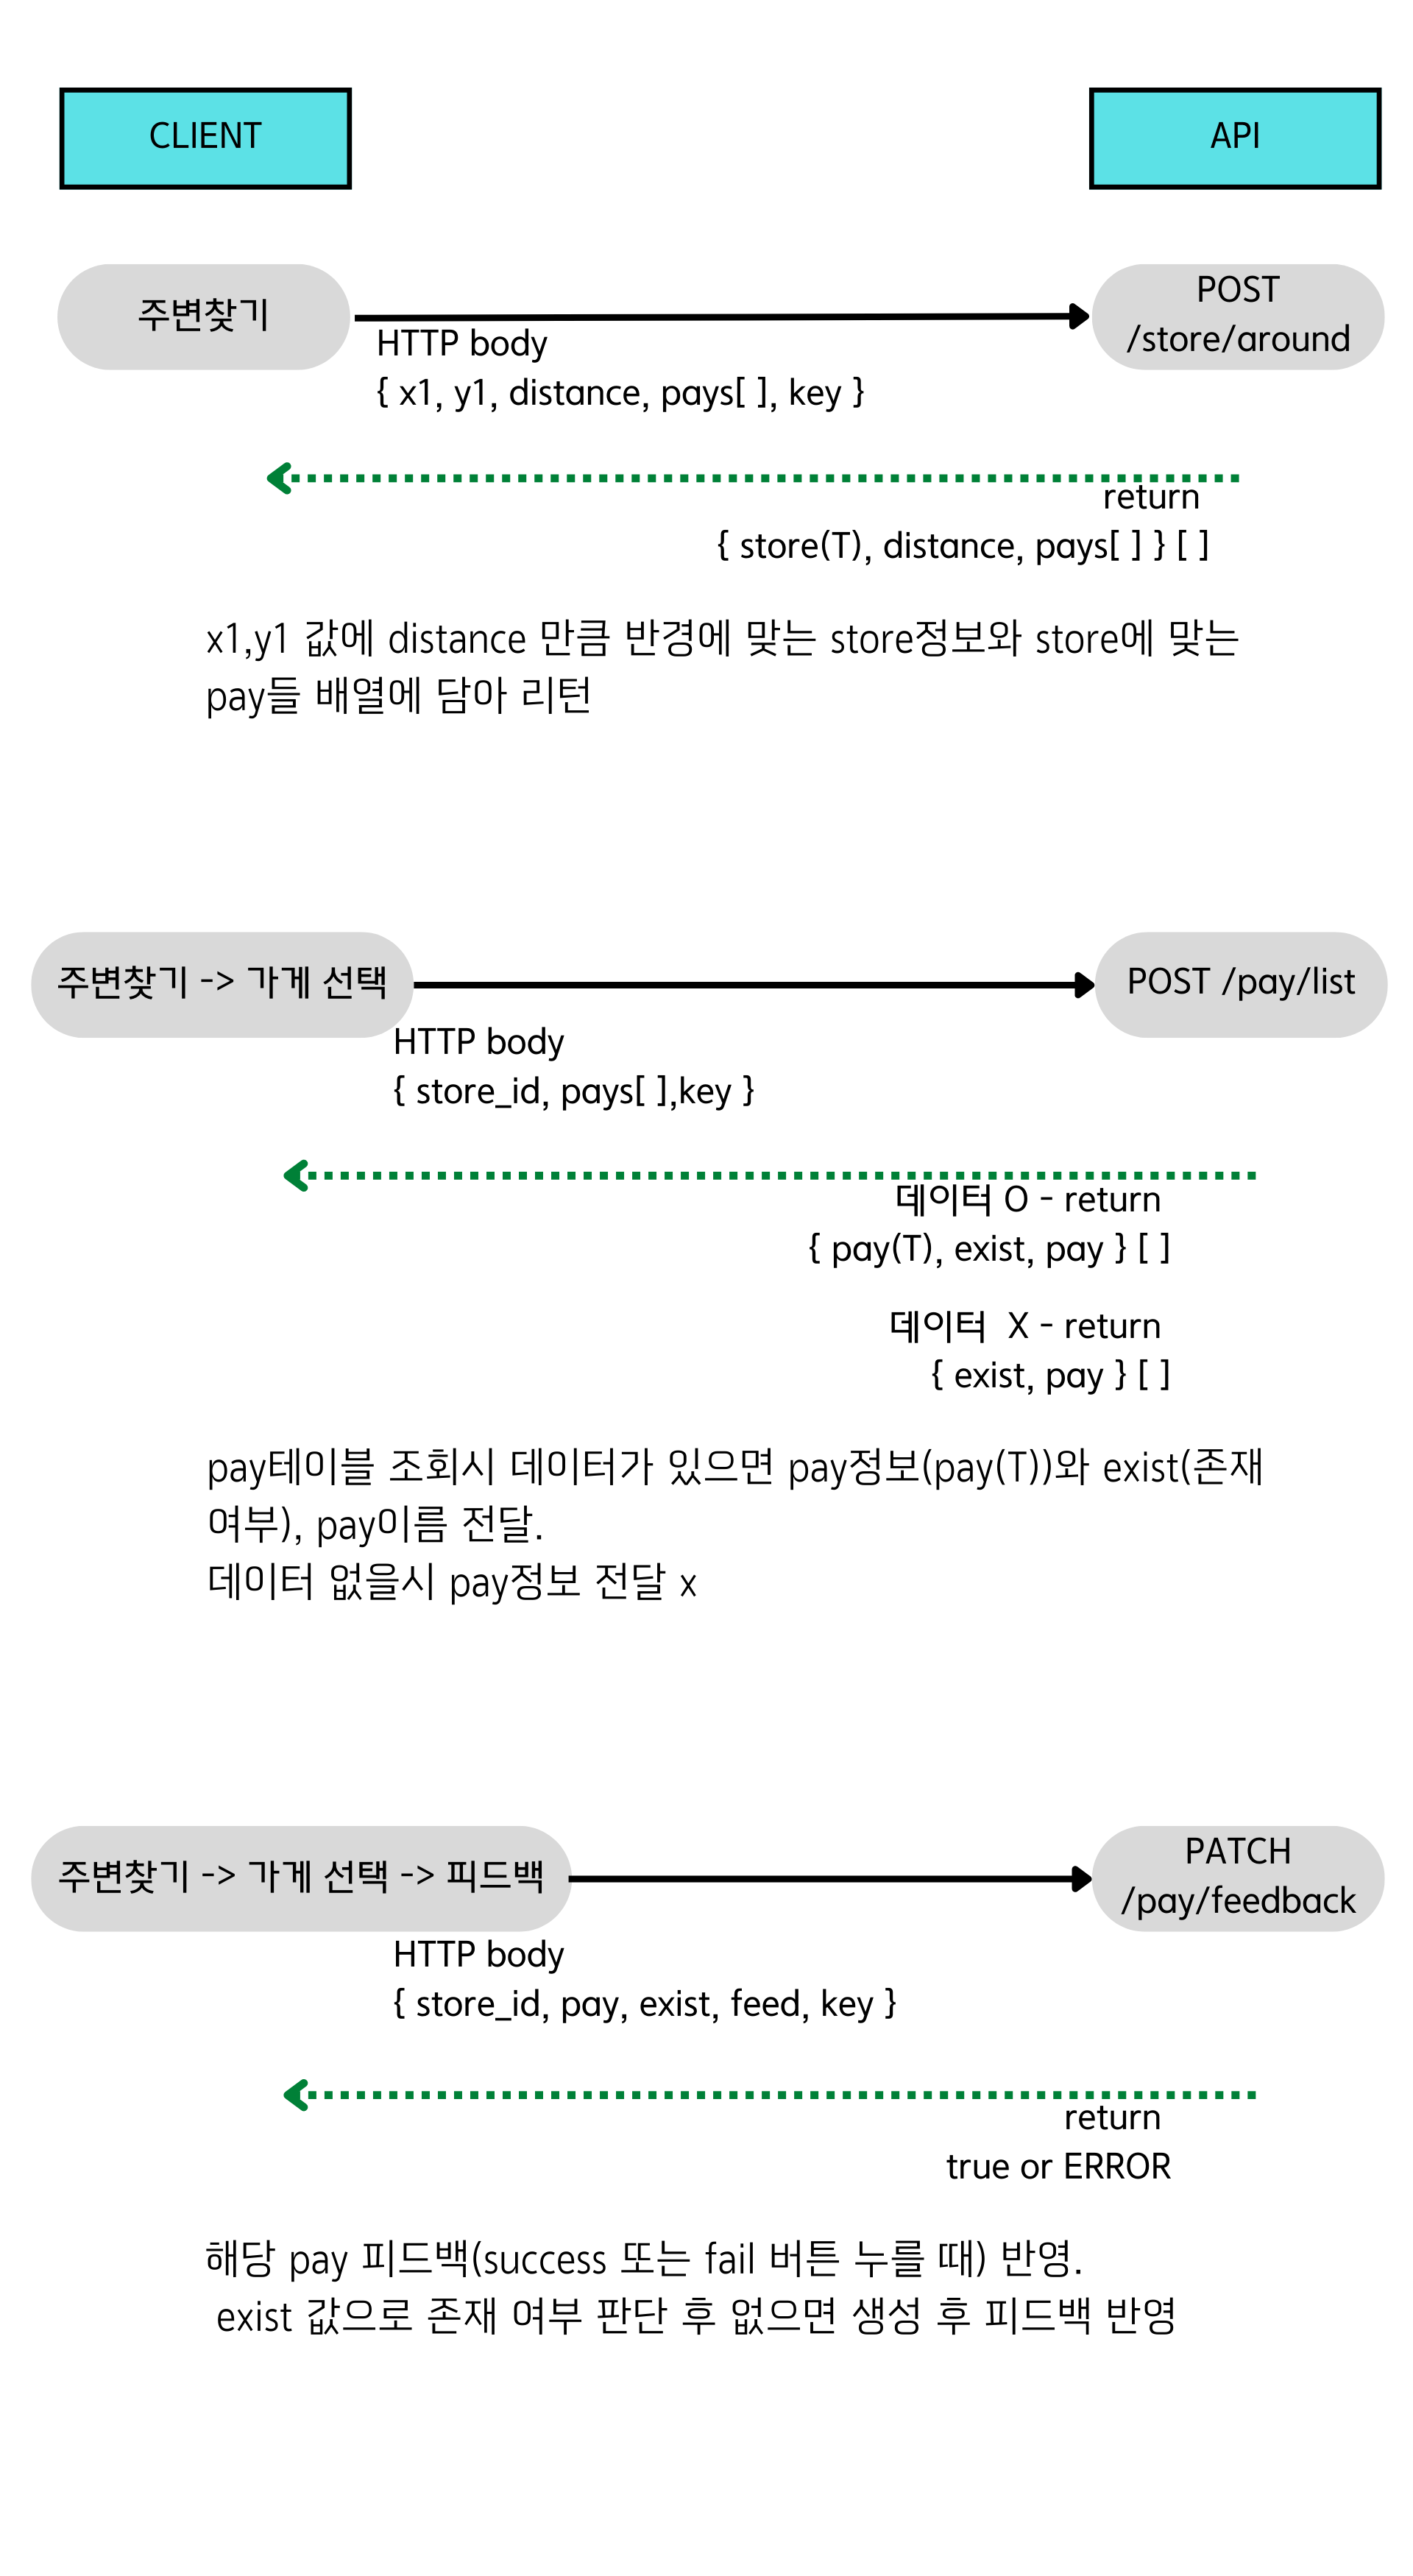 CLIENT
API
주변찾기
POST
/store/around
HTTP body
{ x1, y1, distance, pays[ ], key }
return
{ store(T), distance, pays[ ] } [ ]
x1,y1 값에 distance 만큼 반경에 맞는 store정보와 store에 맞는
pay들 배열에 담아 리턴
주변찾기 -> 가게 선택
POST /pay/list
HTTP body
{ store_id, pays[ ],key }
데이터 O - return
{ pay(T), exist, pay } [ ]
데이터 X - return
{ exist, pay } [ ]
pay테이블 조회시 데이터가 있으면 pay정보(pay(T))와 exist(존재
여부), pay이름 전달.
데이터 없을시 pay정보 전달 x
주변찾기 -> 가게 선택 -> 피드백
PATCH
/pay/feedback
HTTP body
{ store_id, pay, exist, feed, key }
return
true or ERROR
해당 pay 피드백(success 또는 fail 버튼 누를 때) 반영.
exist 값으로 존재 여부 판단 후 없으면 생성 후 피드백 반영